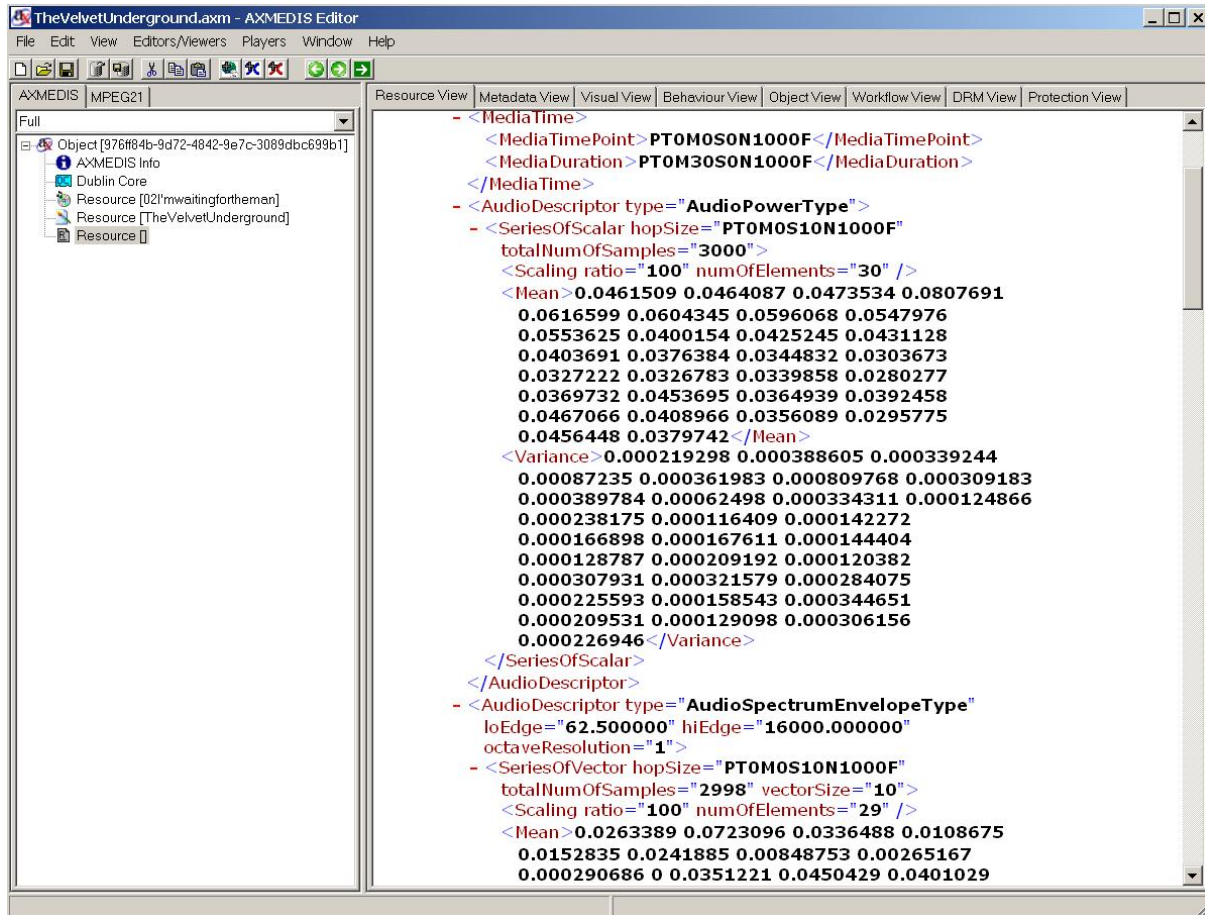 TheVelvetUnderground.axm - AXMEDIS Editor
File Edit View Editors/Viewers Players Window Help
AXMEDIS MPEG21
Resource View Metadata View Visual View Behaviour View Object View Workflow View DRM View Protection View
Full
Object [976ff84b-9d72-4842-9e7c-3089dbc699b1]
AXMEDIS Info
Dublin Core
Resource [02I'mwaitingfortheman]
Resource [TheVelvetUnderground]
Resource []
- <MediaTime>
<MediaTimePoint>PT0M0S0N1000F</MediaTimePoint>
<MediaDuration>PT0M30S0N1000F</MediaDuration>
</MediaTime>
- <AudioDescriptor type="AudioPowerType">
- <SeriesOfScalar hopSize="PT0M0S10N1000F"
totalNumOfSamples="3000">
<Scaling ratio="100" numOfElements="30" />
<Mean>0.0461509 0.0464087 0.0473534 0.0807691
0.0616599 0.0604345 0.0596068 0.0547976
0.0553625 0.0400154 0.0425245 0.0431128
0.0403691 0.0376384 0.0344832 0.0303673
0.0327222 0.0326783 0.0339858 0.0280277
0.0369732 0.0453695 0.0364939 0.0392458
0.0467066 0.0408966 0.0356089 0.0295775
0.0456448 0.0379742</Mean>
<Variance>0.000219298 0.000388605 0.000339244
0.00087235 0.000361983 0.000809768 0.000309183
0.000389784 0.00062498 0.000334311 0.000124866
0.000238175 0.000116409 0.000142272
0.000166898 0.000167611 0.000144404
0.000128787 0.000209192 0.000120382
0.000307931 0.000321579 0.000284075
0.000225593 0.000158543 0.000344651
0.000209531 0.000129098 0.000306156
0.000226946</Variance>
</SeriesOfScalar>
</AudioDescriptor>
- <AudioDescriptor type="AudioSpectrumEnvelopeType"
loEdge="62.500000" hiEdge="16000.000000"
octaveResolution="1">
- <SeriesOfVector hopSize="PT0M0S10N1000F"
totalNumOfSamples="2998" vectorSize="10">
<Scaling ratio="100" numOfElements="29" />
<Mean>0.0263389 0.0723096 0.0336488 0.0108675
0.0152835 0.0241885 0.00848753 0.00265167
0.000290686 0 0.0351221 0.0450429 0.0401029